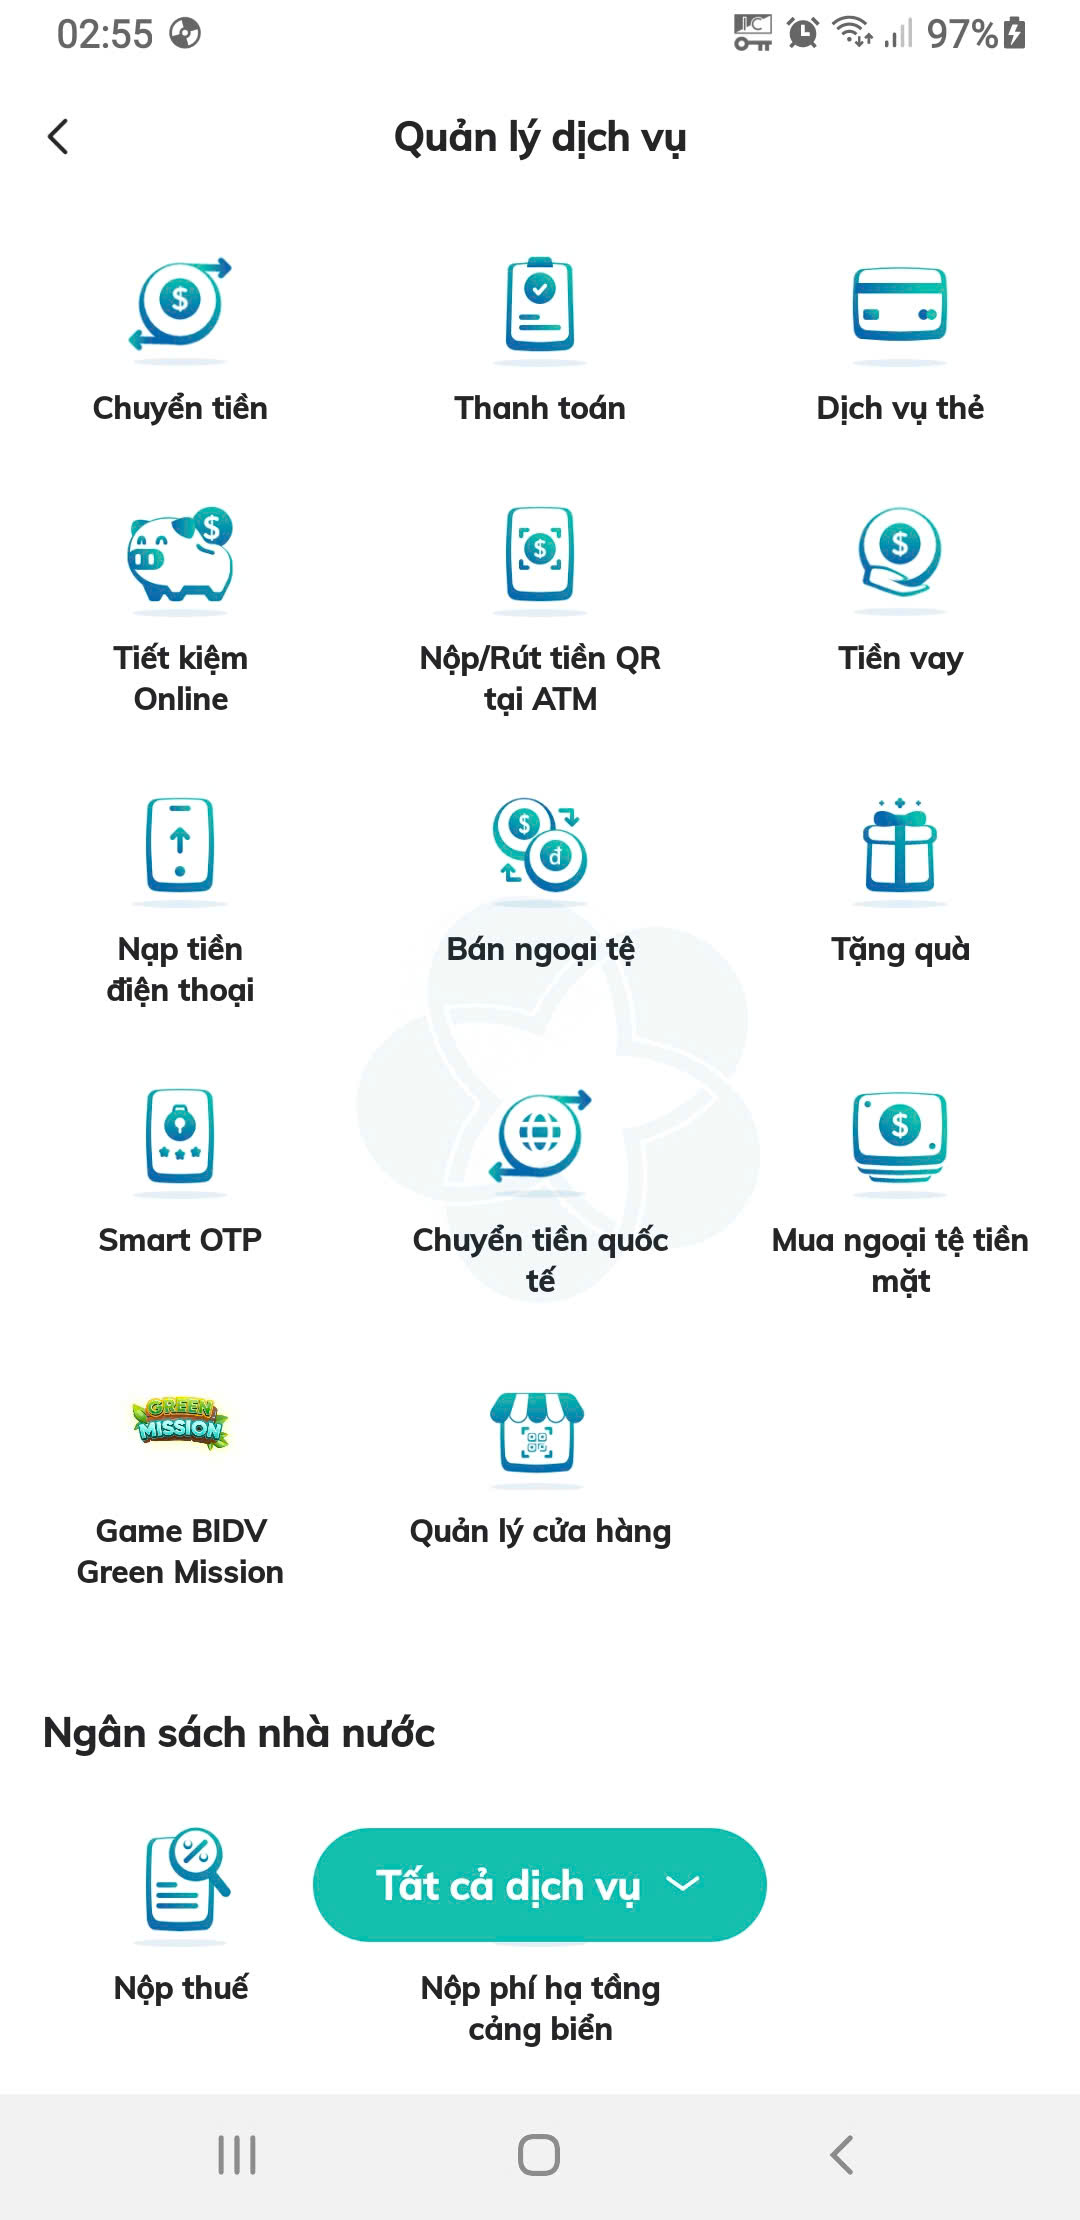 02:55
97%
Quản lý dịch vụ
Chuyển tiền
Thanh toán
Dịch vụ thẻ
Tiết kiệm
Online
Nộp/Rút tiền QR
tại ATM
Tiền vay
Nạp tiền
điện thoại
Bán ngoại tệ
Tặng quà
Smart OTP
Chuyển tiền quốc
tế
Mua ngoại tệ tiền
mặt
GREEN
MISSION
Game BIDV
Green Mission
Quản lý cửa hàng
Ngân sách nhà nước
Tất cả dịch vụ
Nộp thuế
Nộp phí hạ tầng
cảng biển